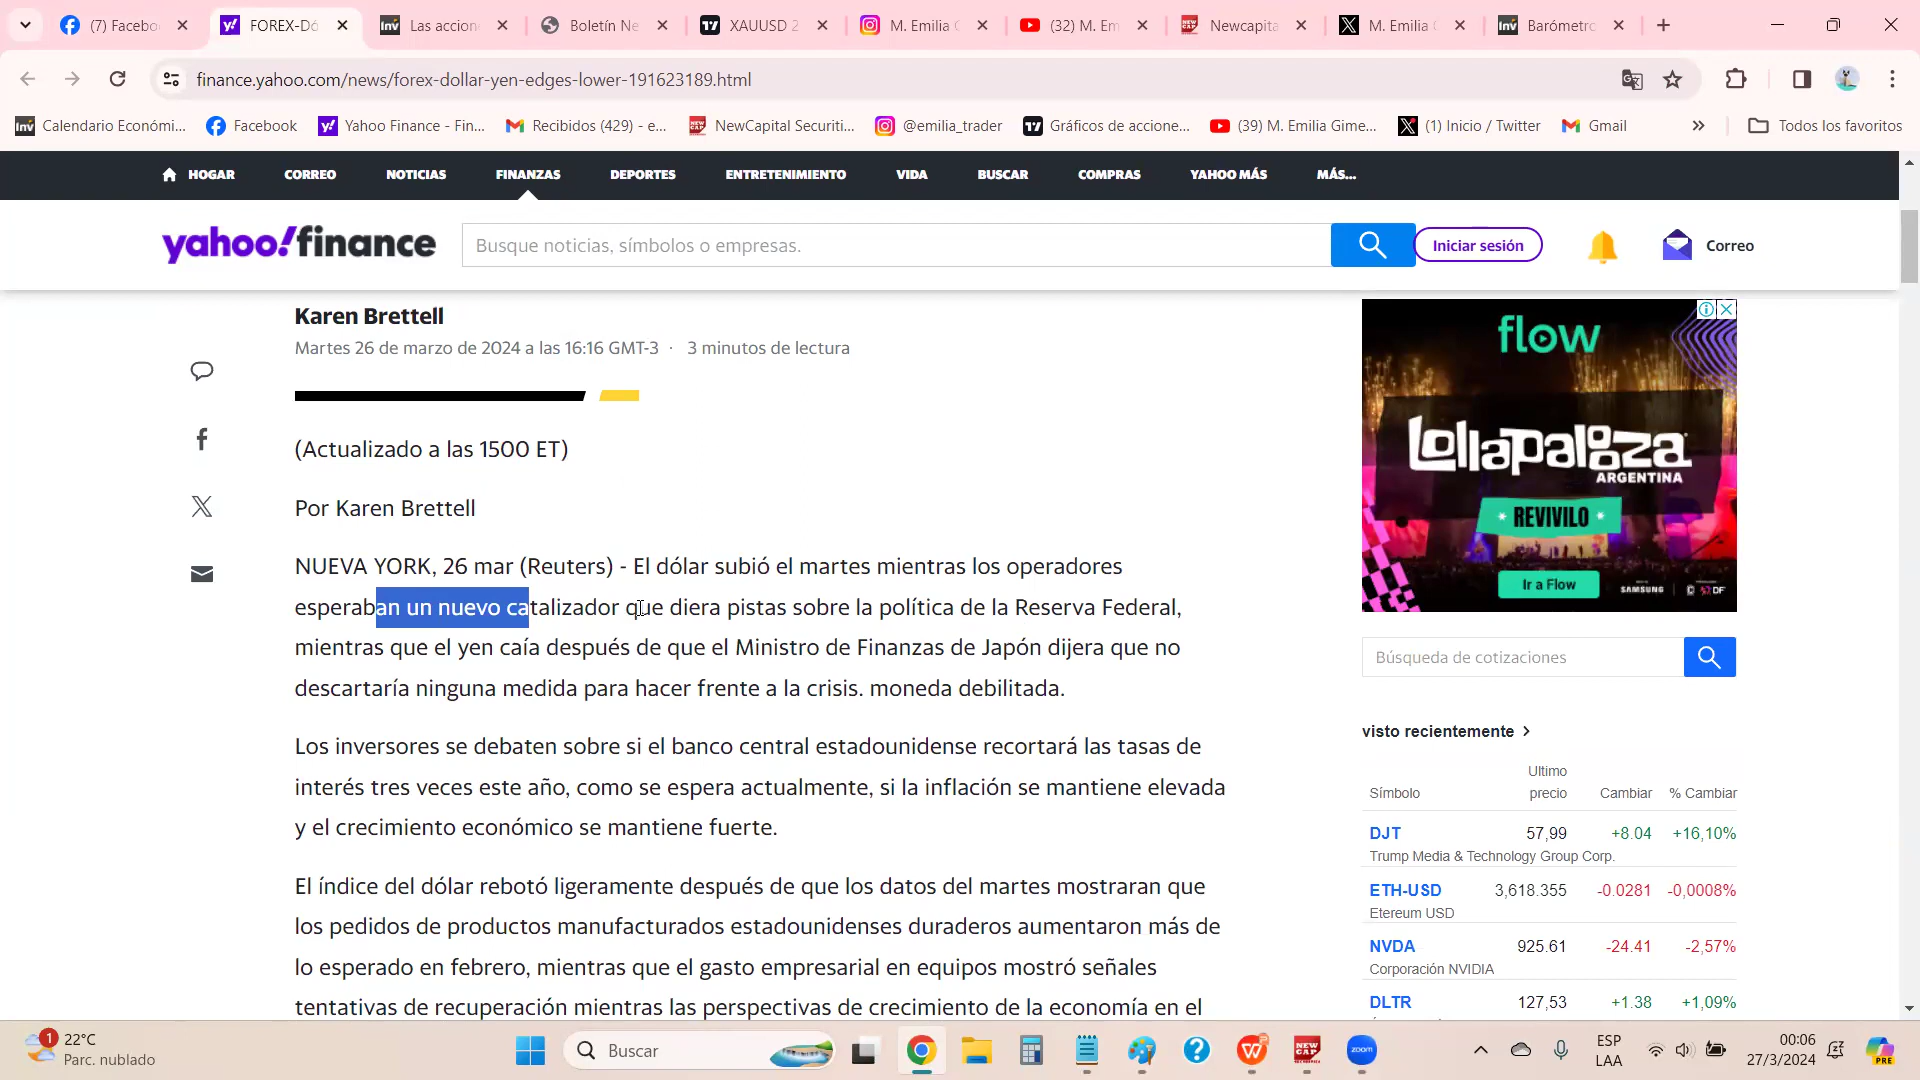 (7) Facebo
FOREX-Dó
Las accion
Boletín Ne
XAUUSD 2
M. Emilia G
(32) M. Em
Newcapita
M. Emilia
Barómetro
finance.yahoo.com/news/forex-dollar-yen-edges-lower-191623189.html
Calendario Económi...
Facebook
Yahoo Finance - Fin...
Recibidos (429) - e...
NewCapital Securiti...
@emilia_trader
Gráficos de accione...
(39) M. Emilia Gime...
(1) Inicio / Twitter
Gmail
Todos los favoritos
HOGAR
CORREO
NOTICIAS
FINANZAS
DEPORTES
ENTRETENIMIENTO
VIDA
BUSCAR
COMPRAS
YAHOO MÁS
MÁS...
yahoo!finance
Busque noticias, símbolos o empresas.
Iniciar sesión
Correo
Karen Brettell
Martes 26 de marzo de 2024 a las 16:16 GMT-3 · 3 minutos de lectura
(Actualizado a las 1500 ET)
Por Karen Brettell
NUEVA YORK, 26 mar (Reuters) - El dólar subió el martes mientras los operadores
esperaban un nuevo catalizador que diera pistas sobre la política de la Reserva Federal,
mientras que el yen caía después de que el Ministro de Finanzas de Japón dijera que no
descartaría ninguna medida para hacer frente a la crisis. moneda debilitada.
Los inversores se debaten sobre si el banco central estadounidense recortará las tasas de
interés tres veces este año, como se espera actualmente, si la inflación se mantiene elevada
y el crecimiento económico se mantiene fuerte.
El índice del dólar rebotó ligeramente después de que los datos del martes mostraran que
los pedidos de productos manufacturados estadounidenses duraderos aumentaron más de
lo esperado en febrero, mientras que el gasto empresarial en equipos mostró señales
tentativas de recuperación mientras las perspectivas de crecimiento de la economía en el
flow
lollapalooza
ARGENTINA
REVIVILO
Ir a Flow
SAMSUNG
DF
Búsqueda de cotizaciones
visto recientemente
Símbolo
Ultimo
precio
Cambiar
% Cambiar
DJT 57,99 +8.04 +16,10%
Trump Media & Technology Group Corp.
ETH-USD 3,618.355 -0.0281 -0,0008%
Etereum USD
NVDA 925.61 -24.41 -2,57%
Corporación NVIDIA
DLTR 127,53 +1.38 +1,09%
1
22°C
Parc. nublado
Buscar
NEW
CAP
zoom
ESP
LAA
00:06
27/3/2024
PRE